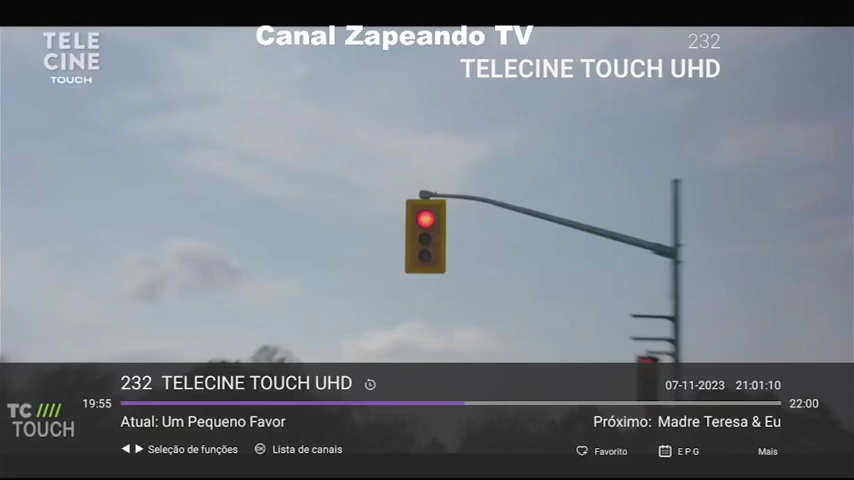 Canal Zapeando TV
TELE
CINE
TOUCH
232
TELECINE TOUCH UHD
232 TELECINE TOUCH UHD
07-11-2023 21:01:10
19:55
22:00
TC
TOUCH
Atual: Um Pequeno Favor
Próximo: Madre Teresa & Eu
Seleção de funções
OK
Lista de canais
Favorito
E P G
Mais